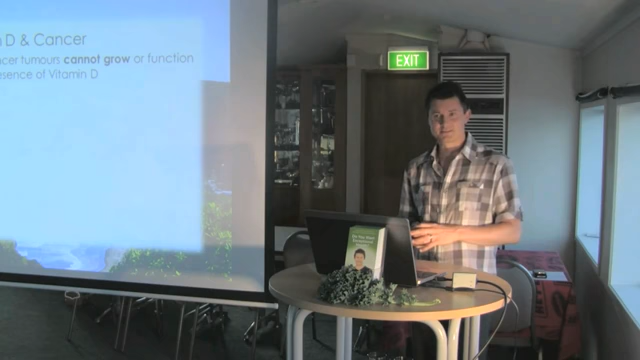 D & Cancer
cer tumours cannot grow or function
esence of Vitamin D
EXIT